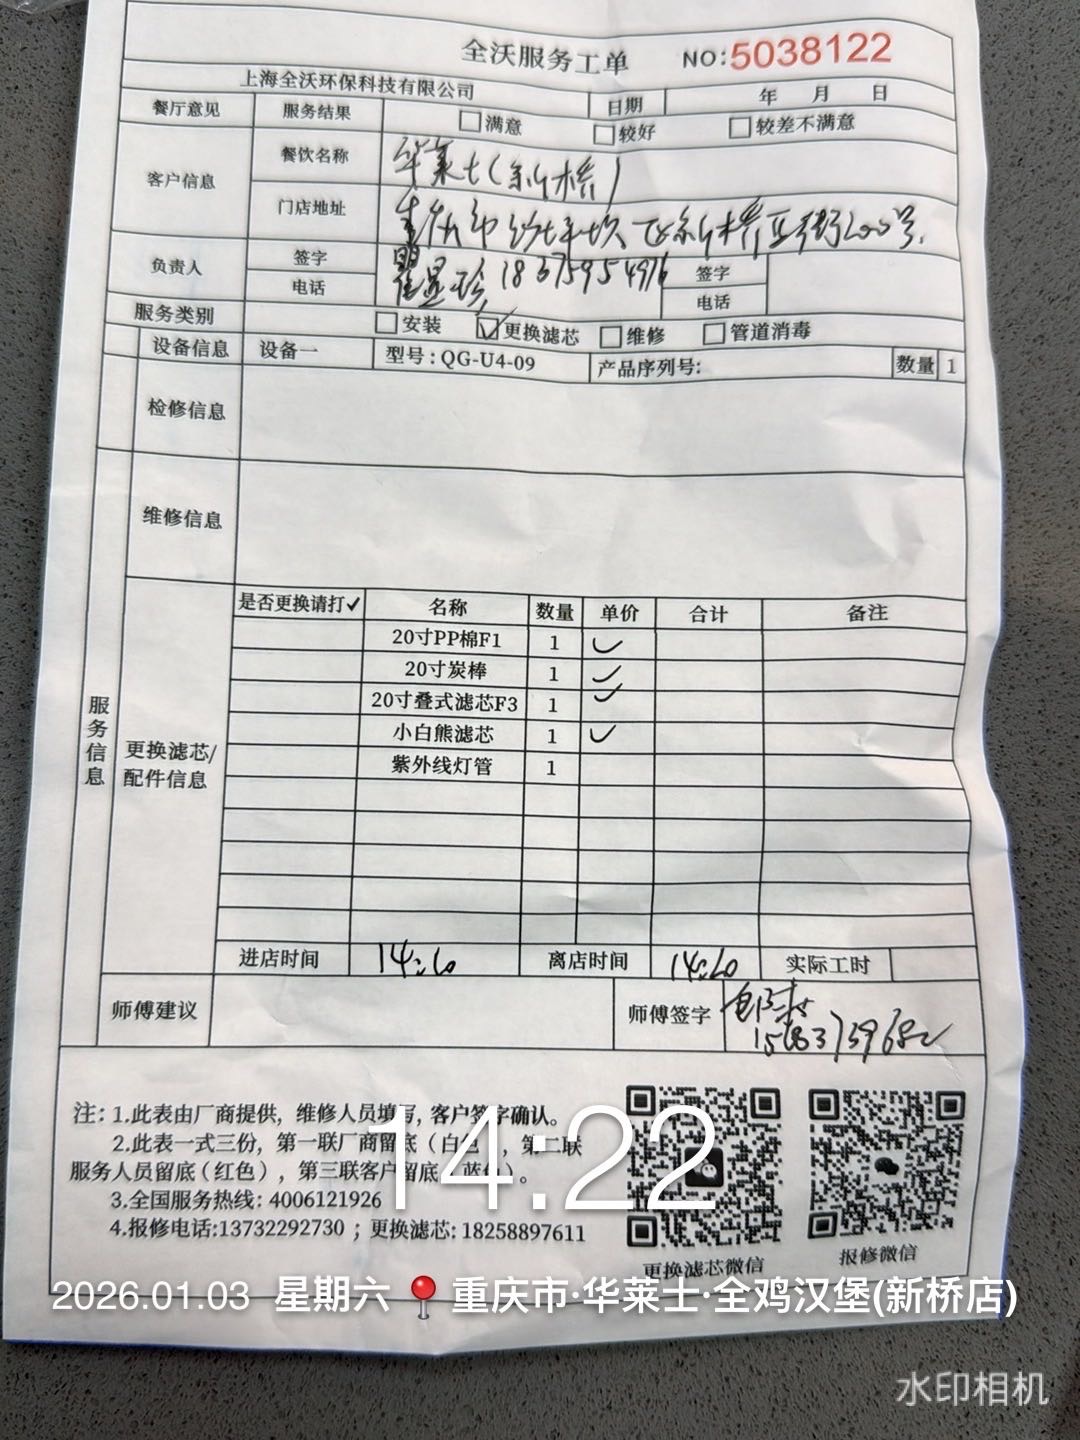 全沃服务工单 NO:5038122
上海全沃环保科技有限公司 日期 年 月 日
餐厅意见 服务结果 满意 较好 较差不满意
客户信息 餐饮名称 华莱士(新桥)
门店地址 重庆市沙坪坝区新桥正街200号
负责人 签字 签字
电话 18375954976 电话
服务类别 安装 ✓更换滤芯 维修 管道消毒
设备信息 设备一 型号:QG-U4-09 产品序列号: 数量 1
检修信息
维修信息
服务信息
更换滤芯/
配件信息
是否更换请打✓ 名称 数量 单价 合计 备注
20寸PP棉F1 1 ✓
20寸炭棒 1 ✓
20寸叠式滤芯F3 1 ✓
小白熊滤芯 1 ✓
紫外线灯管 1
进店时间 离店时间 实际工时
师傅建议 师傅签字
注: 1.此表由厂商提供, 维修人员填写, 客户签字确认。
2.此表一式三份, 第一联厂商留底(白色), 第二联
服务人员留底(红色), 第三联客户留底(蓝色)。
3.全国服务热线: 4006121926
4.报修电话:13732292730 ; 更换滤芯: 18258897611
更换滤芯微信 报修微信
14:22
2026.01.03 星期六 重庆市·华莱士·全鸡汉堡(新桥店)
水印相机